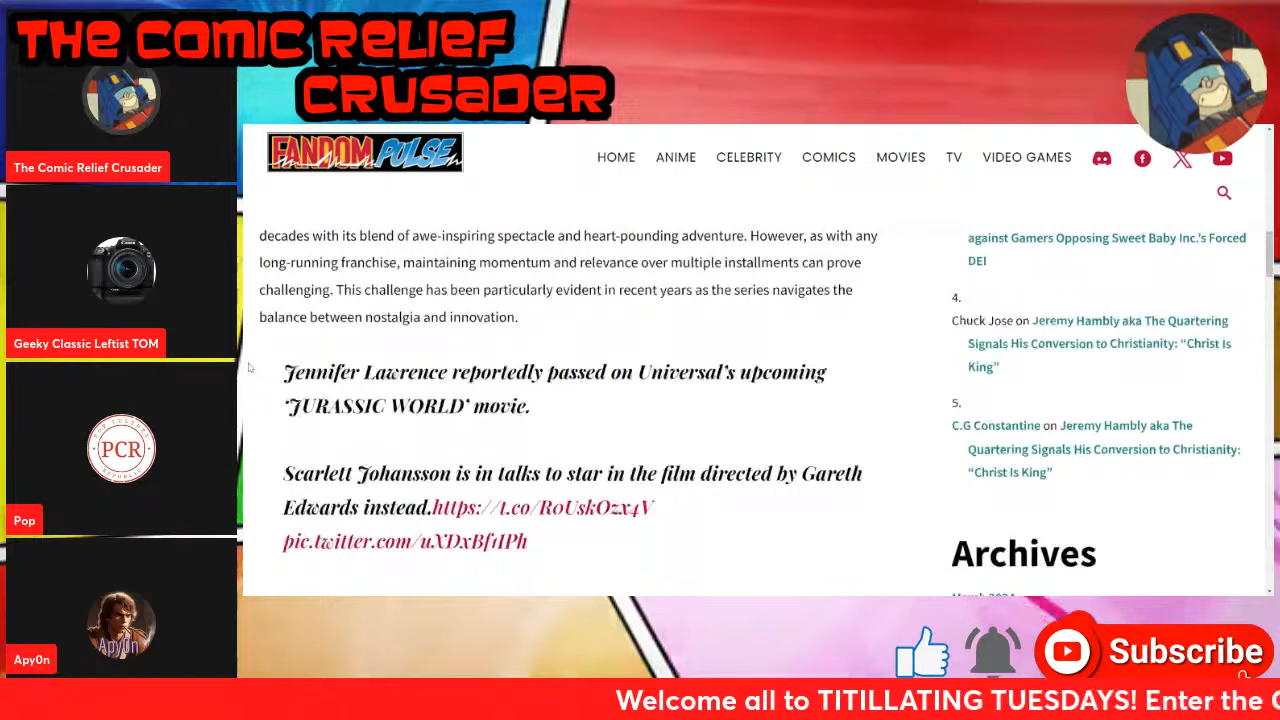 THE COMIC RELIEF
CRUSADER
The Comic Relief Crusader
Geeky Classic Leftist TOM
POP CULTURE
PCR
REPUBLIC
Pop
Apy0n
Apy0n
FANDOM PULSE
HOME ANIME CELEBRITY COMICS MOVIES TV VIDEO GAMES
decades with its blend of awe-inspiring spectacle and heart-pounding adventure. However, as with any
long-running franchise, maintaining momentum and relevance over multiple installments can prove
challenging. This challenge has been particularly evident in recent years as the series navigates the
balance between nostalgia and innovation.
Jennifer Lawrence reportedly passed on Universal’s upcoming
‘JURASSIC WORLD’ movie.
Scarlett Johansson is in talks to star in the film directed by Gareth
Edwards instead.https://t.co/R0UskOzx4V
pic.twitter.com/uXDxBf1IPh
against Gamers Opposing Sweet Baby Inc.’s Forced
DEI
4.
Chuck Jose on Jeremy Hambly aka The Quartering
Signals His Conversion to Christianity: “Christ Is
King”
5.
C.G Constantine on Jeremy Hambly aka The
Quartering Signals His Conversion to Christianity:
“Christ Is King”
Archives
March 2024
Subscribe
Welcome all to TITILLATING TUESDAYS! Enter the